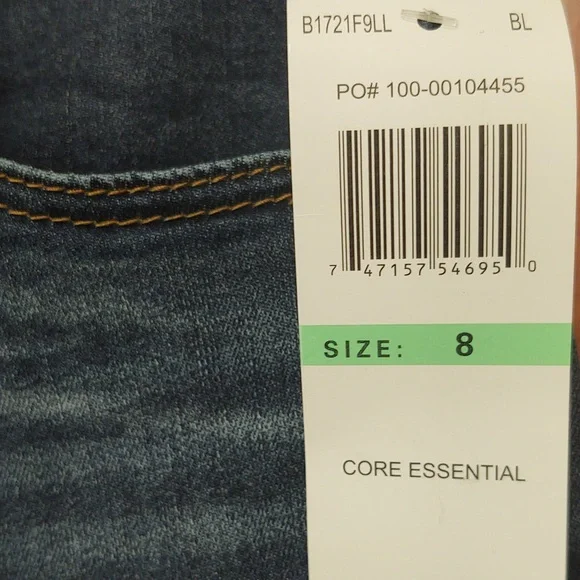 B1721F9LL BL
PO# 100-00104455
7 47157 54695 0
SIZE: 8
CORE ESSENTIAL